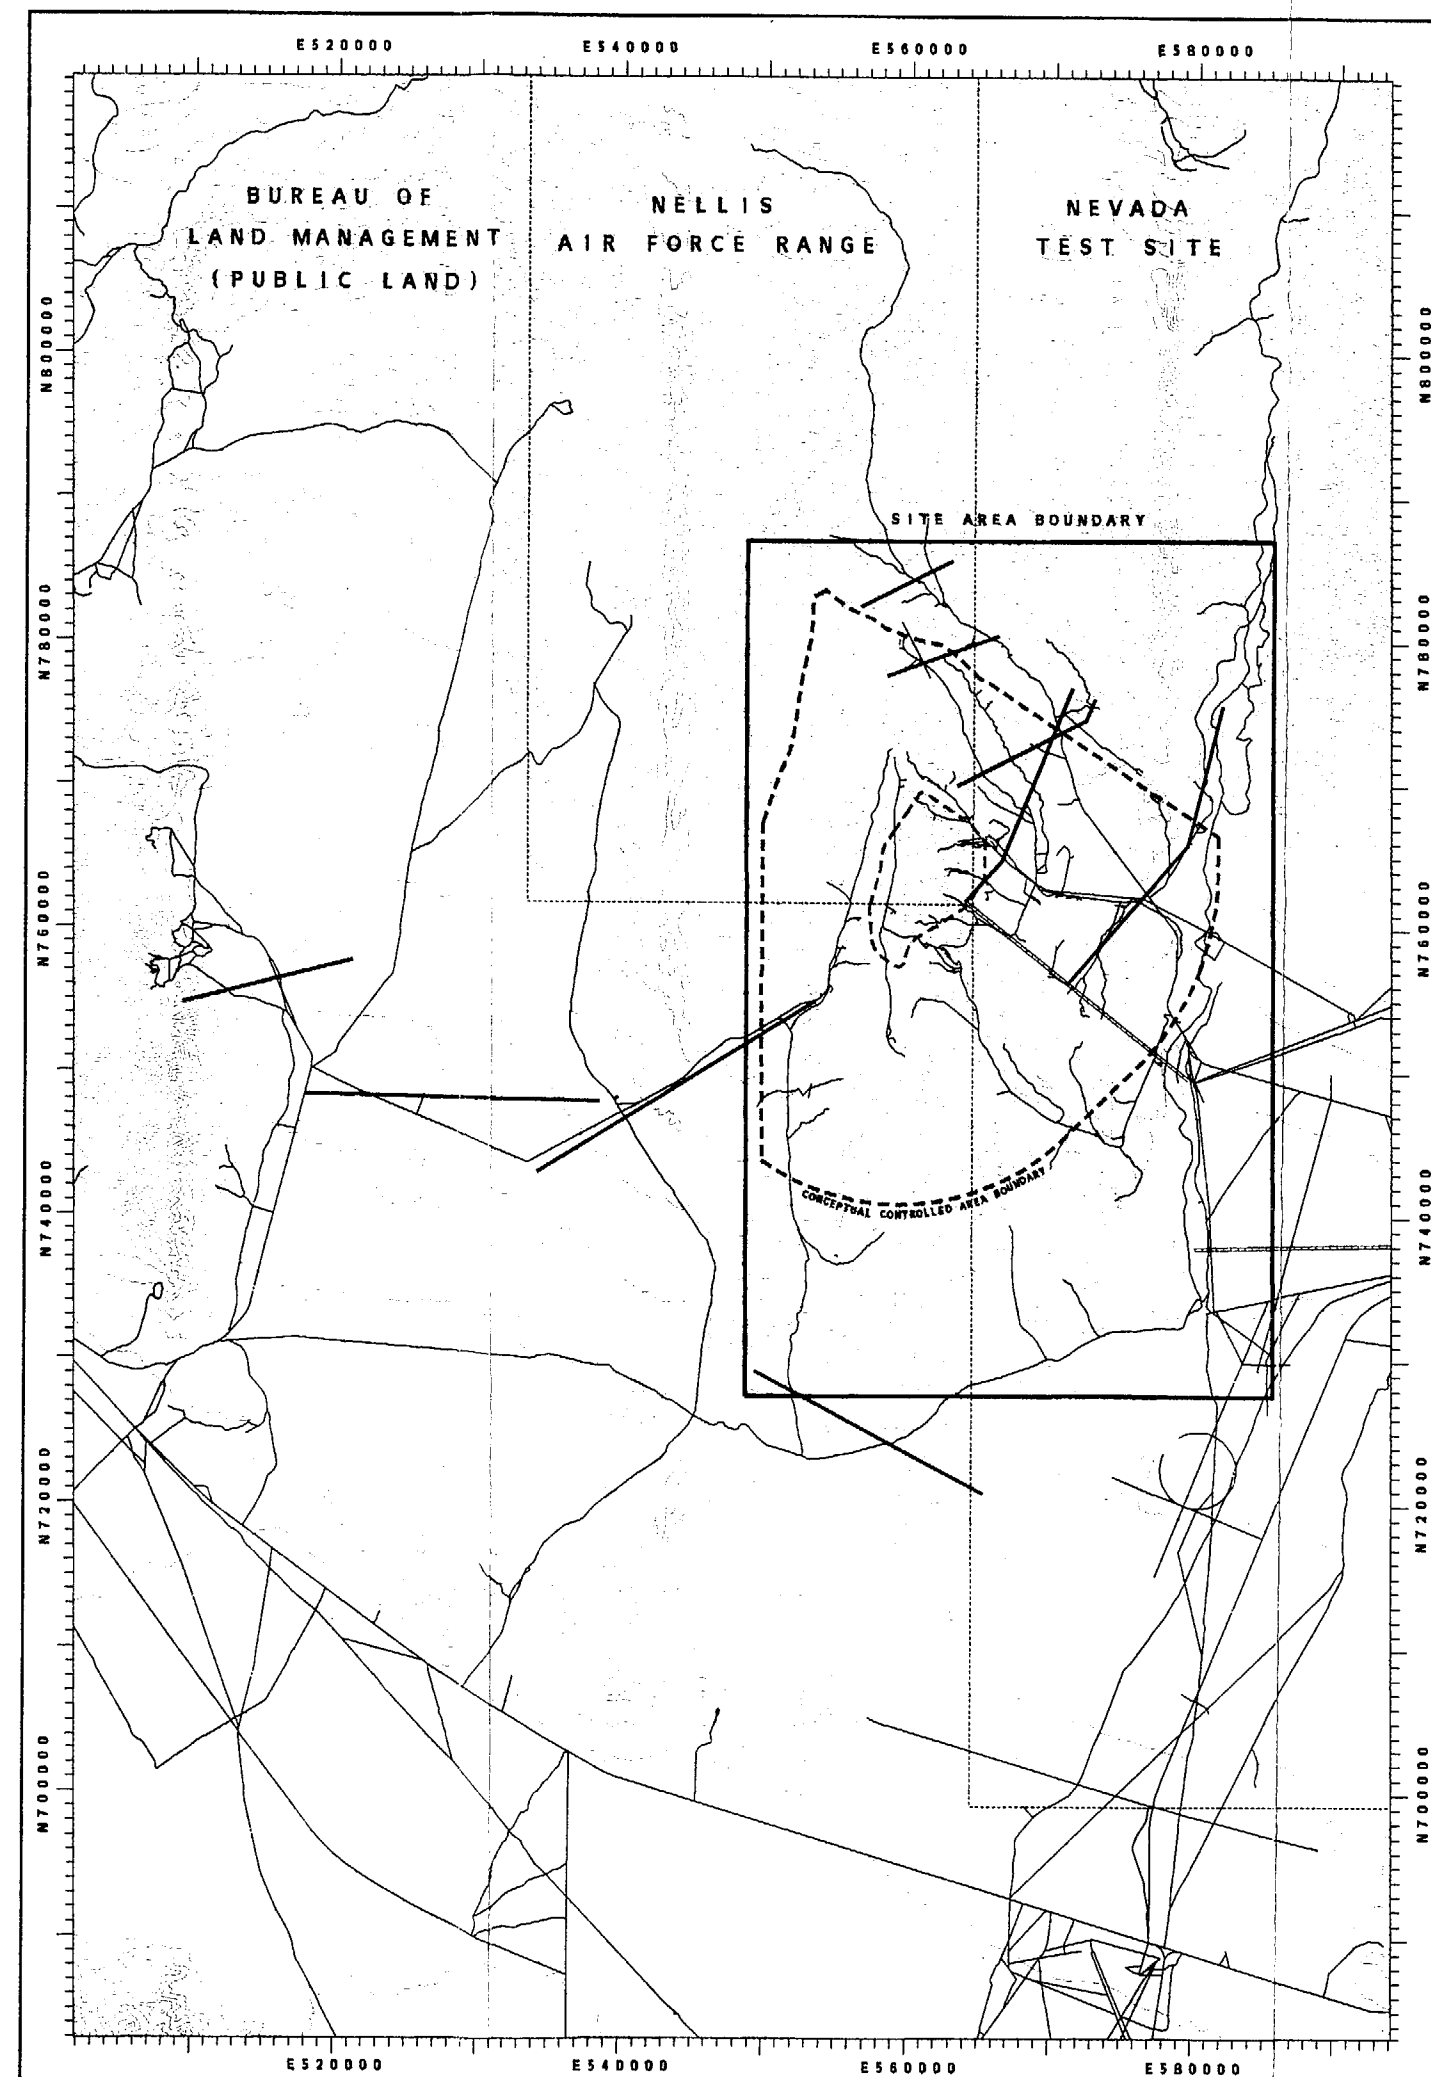 E520000 E540000 E560000 E580000
BUREAU OF
LAND MANAGEMENT
(PUBLIC LAND)
NELLIS
AIR FORCE RANGE
NEVADA
TEST SITE
N800000
N800000
SITE AREA BOUNDARY
N780000
N780000
N760000
N760000
CONCEPTUAL CONTROLLED AREA BOUNDARY
N740000
N740000
N720000
N720000
N700000
N700000
E520000 E540000 E560000 E580000